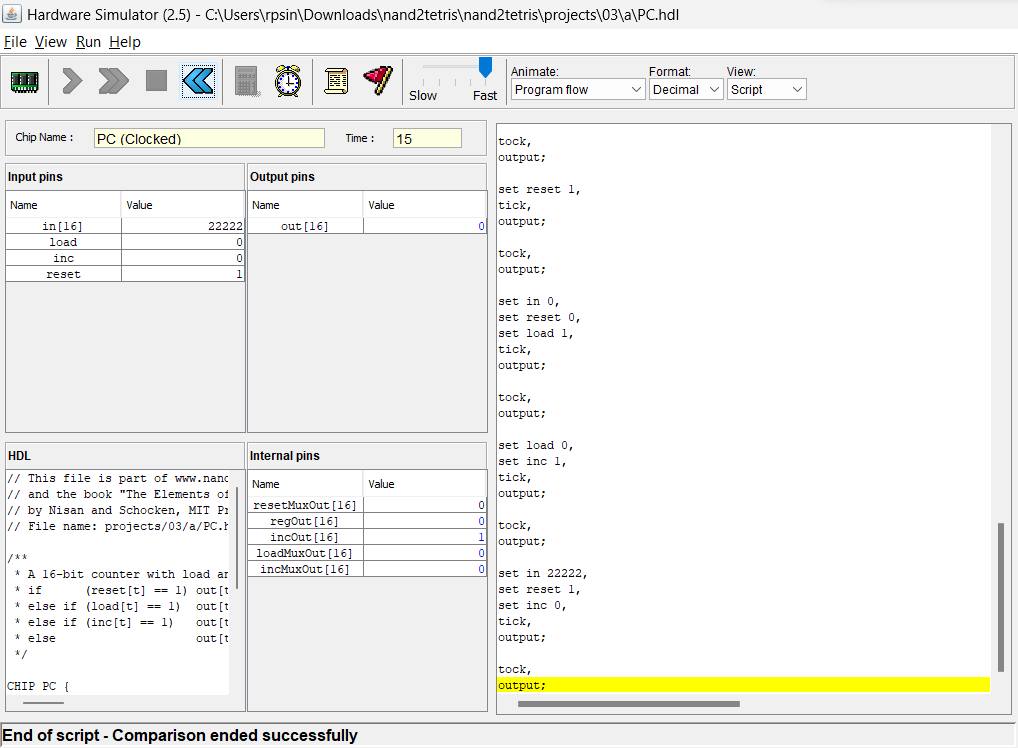 Hardware Simulator (2.5) - C:\Users\rpsin\Downloads\nand2tetris\nand2tetris\projects\03\a\PC.hdl
File View Run Help
Slow Fast
Animate:
Program flow
Format:
Decimal
View:
Script
Chip Name : PC (Clocked) Time : 15
Input pins
Name Value
in[16] 22222
load 0
inc 0
reset 1
Output pins
Name Value
out[16] 0
HDL
// This file is part of www.nand
// and the book "The Elements of
// by Nisan and Schocken, MIT Pr
// File name: projects/03/a/PC.h
/**
* A 16-bit counter with load an
* if (reset[t] == 1) out[t
* else if (load[t] == 1) out[t
* else if (inc[t] == 1) out[t
* else out[t
*/
CHIP PC {
Internal pins
Name Value
resetMuxOut[16] 0
regOut[16] 0
incOut[16] 1
loadMuxOut[16] 0
incMuxOut[16] 0
tock,
output;
set reset 1,
tick,
output;
tock,
output;
set in 0,
set reset 0,
set load 1,
tick,
output;
tock,
output;
set load 0,
set inc 1,
tick,
output;
tock,
output;
set in 22222,
set reset 1,
set inc 0,
tick,
output;
tock,
output;
End of script - Comparison ended successfully